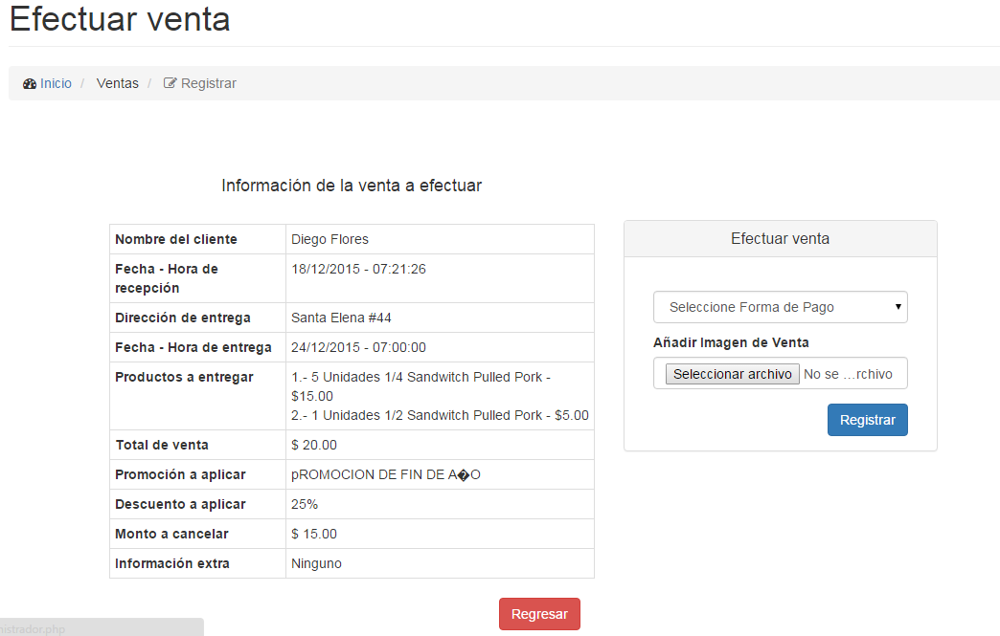 Efectuar venta
Inicio / Ventas / Registrar
Información de la venta a efectuar
Nombre del cliente Diego Flores
Fecha - Hora de recepción 18/12/2015 - 07:21:26
Dirección de entrega Santa Elena #44
Fecha - Hora de entrega 24/12/2015 - 07:00:00
Productos a entregar 1.- 5 Unidades 1/4 Sandwitch Pulled Pork -
$15.00
2.- 1 Unidades 1/2 Sandwitch Pulled Pork - $5.00
Total de venta $ 20.00
Promoción a aplicar pROMOCION DE FIN DE A�O
Descuento a aplicar 25%
Monto a cancelar $ 15.00
Información extra Ninguno
Regresar
Efectuar venta
Seleccione Forma de Pago
Añadir Imagen de Venta
Seleccionar archivo No se ...rchivo
Registrar
nistrador.php